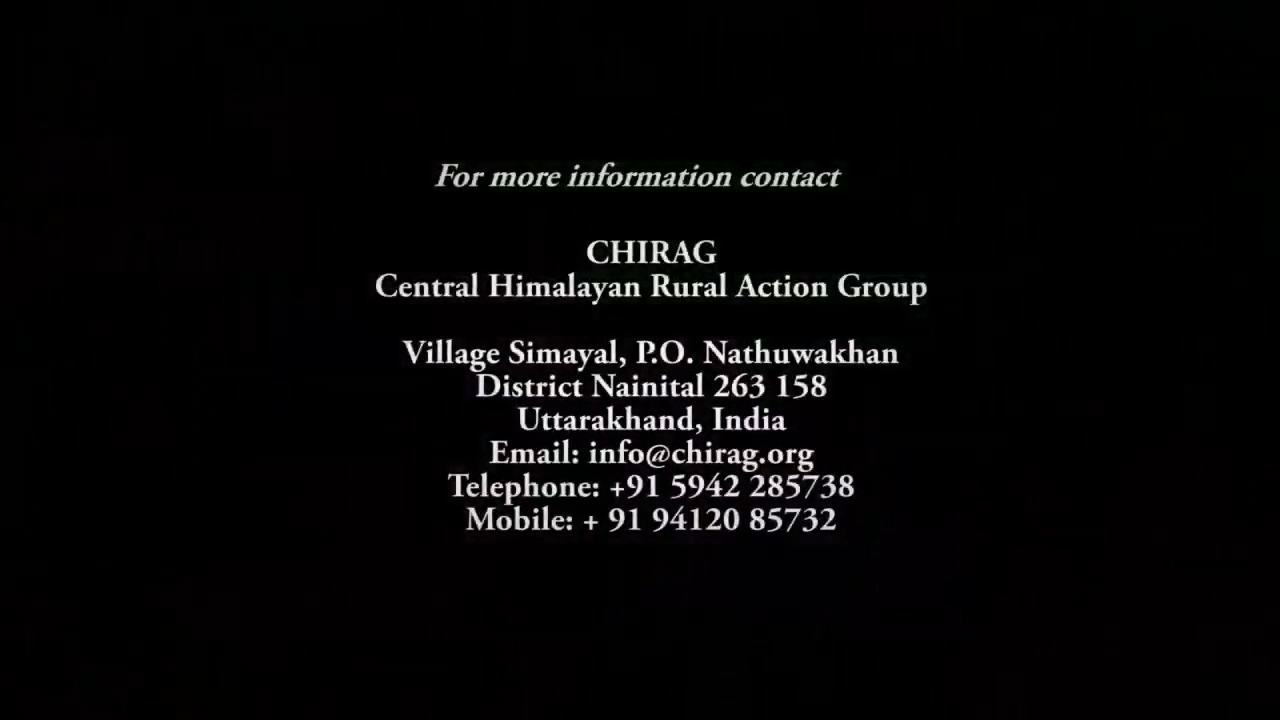 For more information contact
CHIRAG
Central Himalayan Rural Action Group
Village Simayal, P.O. Nathuwakhan
District Nainital 263 158
Uttarakhand, India
Email: info@chirag.org
Telephone: +91 5942 285738
Mobile: + 91 94120 85732